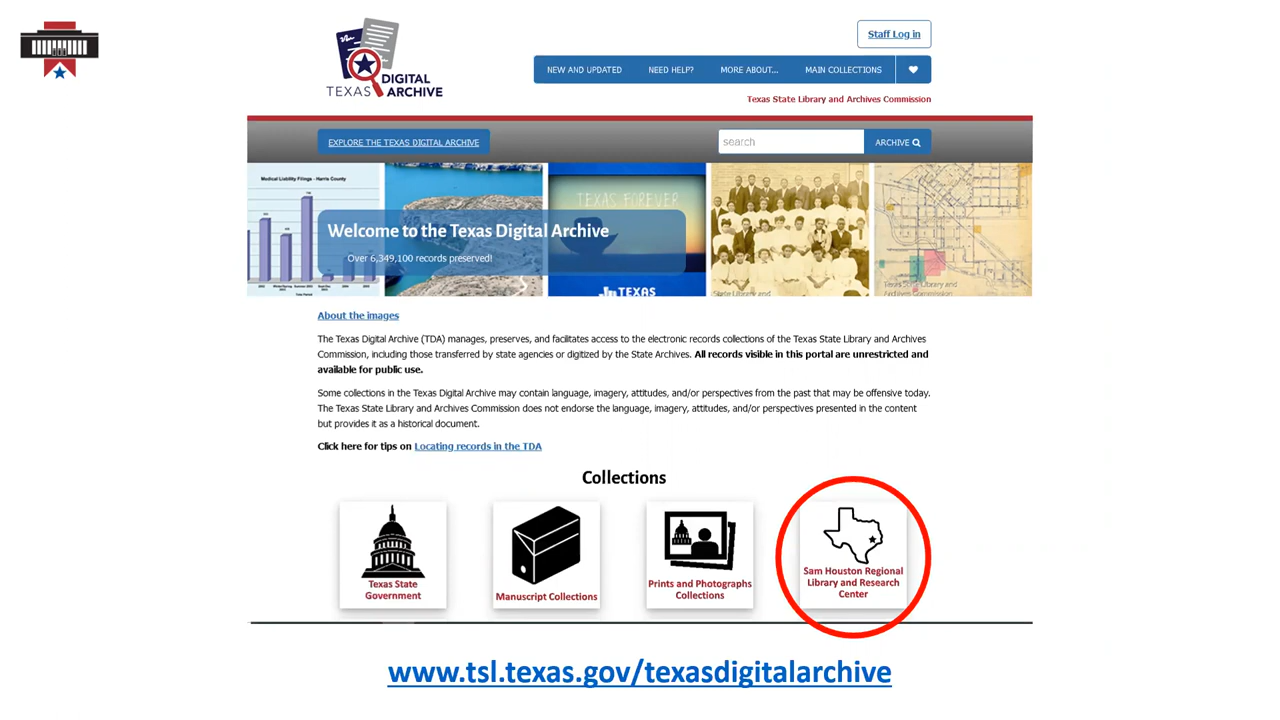 TEXAS DIGITAL ARCHIVE
Staff Log in
NEW AND UPDATED NEED HELP? MORE ABOUT... MAIN COLLECTIONS
Texas State Library and Archives Commission
EXPLORE THE TEXAS DIGITAL ARCHIVE
search ARCHIVE
Medical Liability Filings - Harris County
TEXAS FOREVER
Welcome to the Texas Digital Archive
Over 6,349,100 records preserved!
TEXAS
Texas State Library and
Archives Commission
About the images
The Texas Digital Archive (TDA) manages, preserves, and facilitates access to the electronic records collections of the Texas State Library and Archives
Commission, including those transferred by state agencies or digitized by the State Archives. All records visible in this portal are unrestricted and
available for public use.
Some collections in the Texas Digital Archive may contain language, imagery, attitudes, and/or perspectives from the past that may be offensive today.
The Texas State Library and Archives Commission does not endorse the language, imagery, attitudes, and/or perspectives presented in the content
but provides it as a historical document.
Click here for tips on Locating records in the TDA
Collections
Texas State
Government
Manuscript Collections
Prints and Photographs
Collections
Sam Houston Regional
Library and Research
Center
www.tsl.texas.gov/texasdigitalarchive